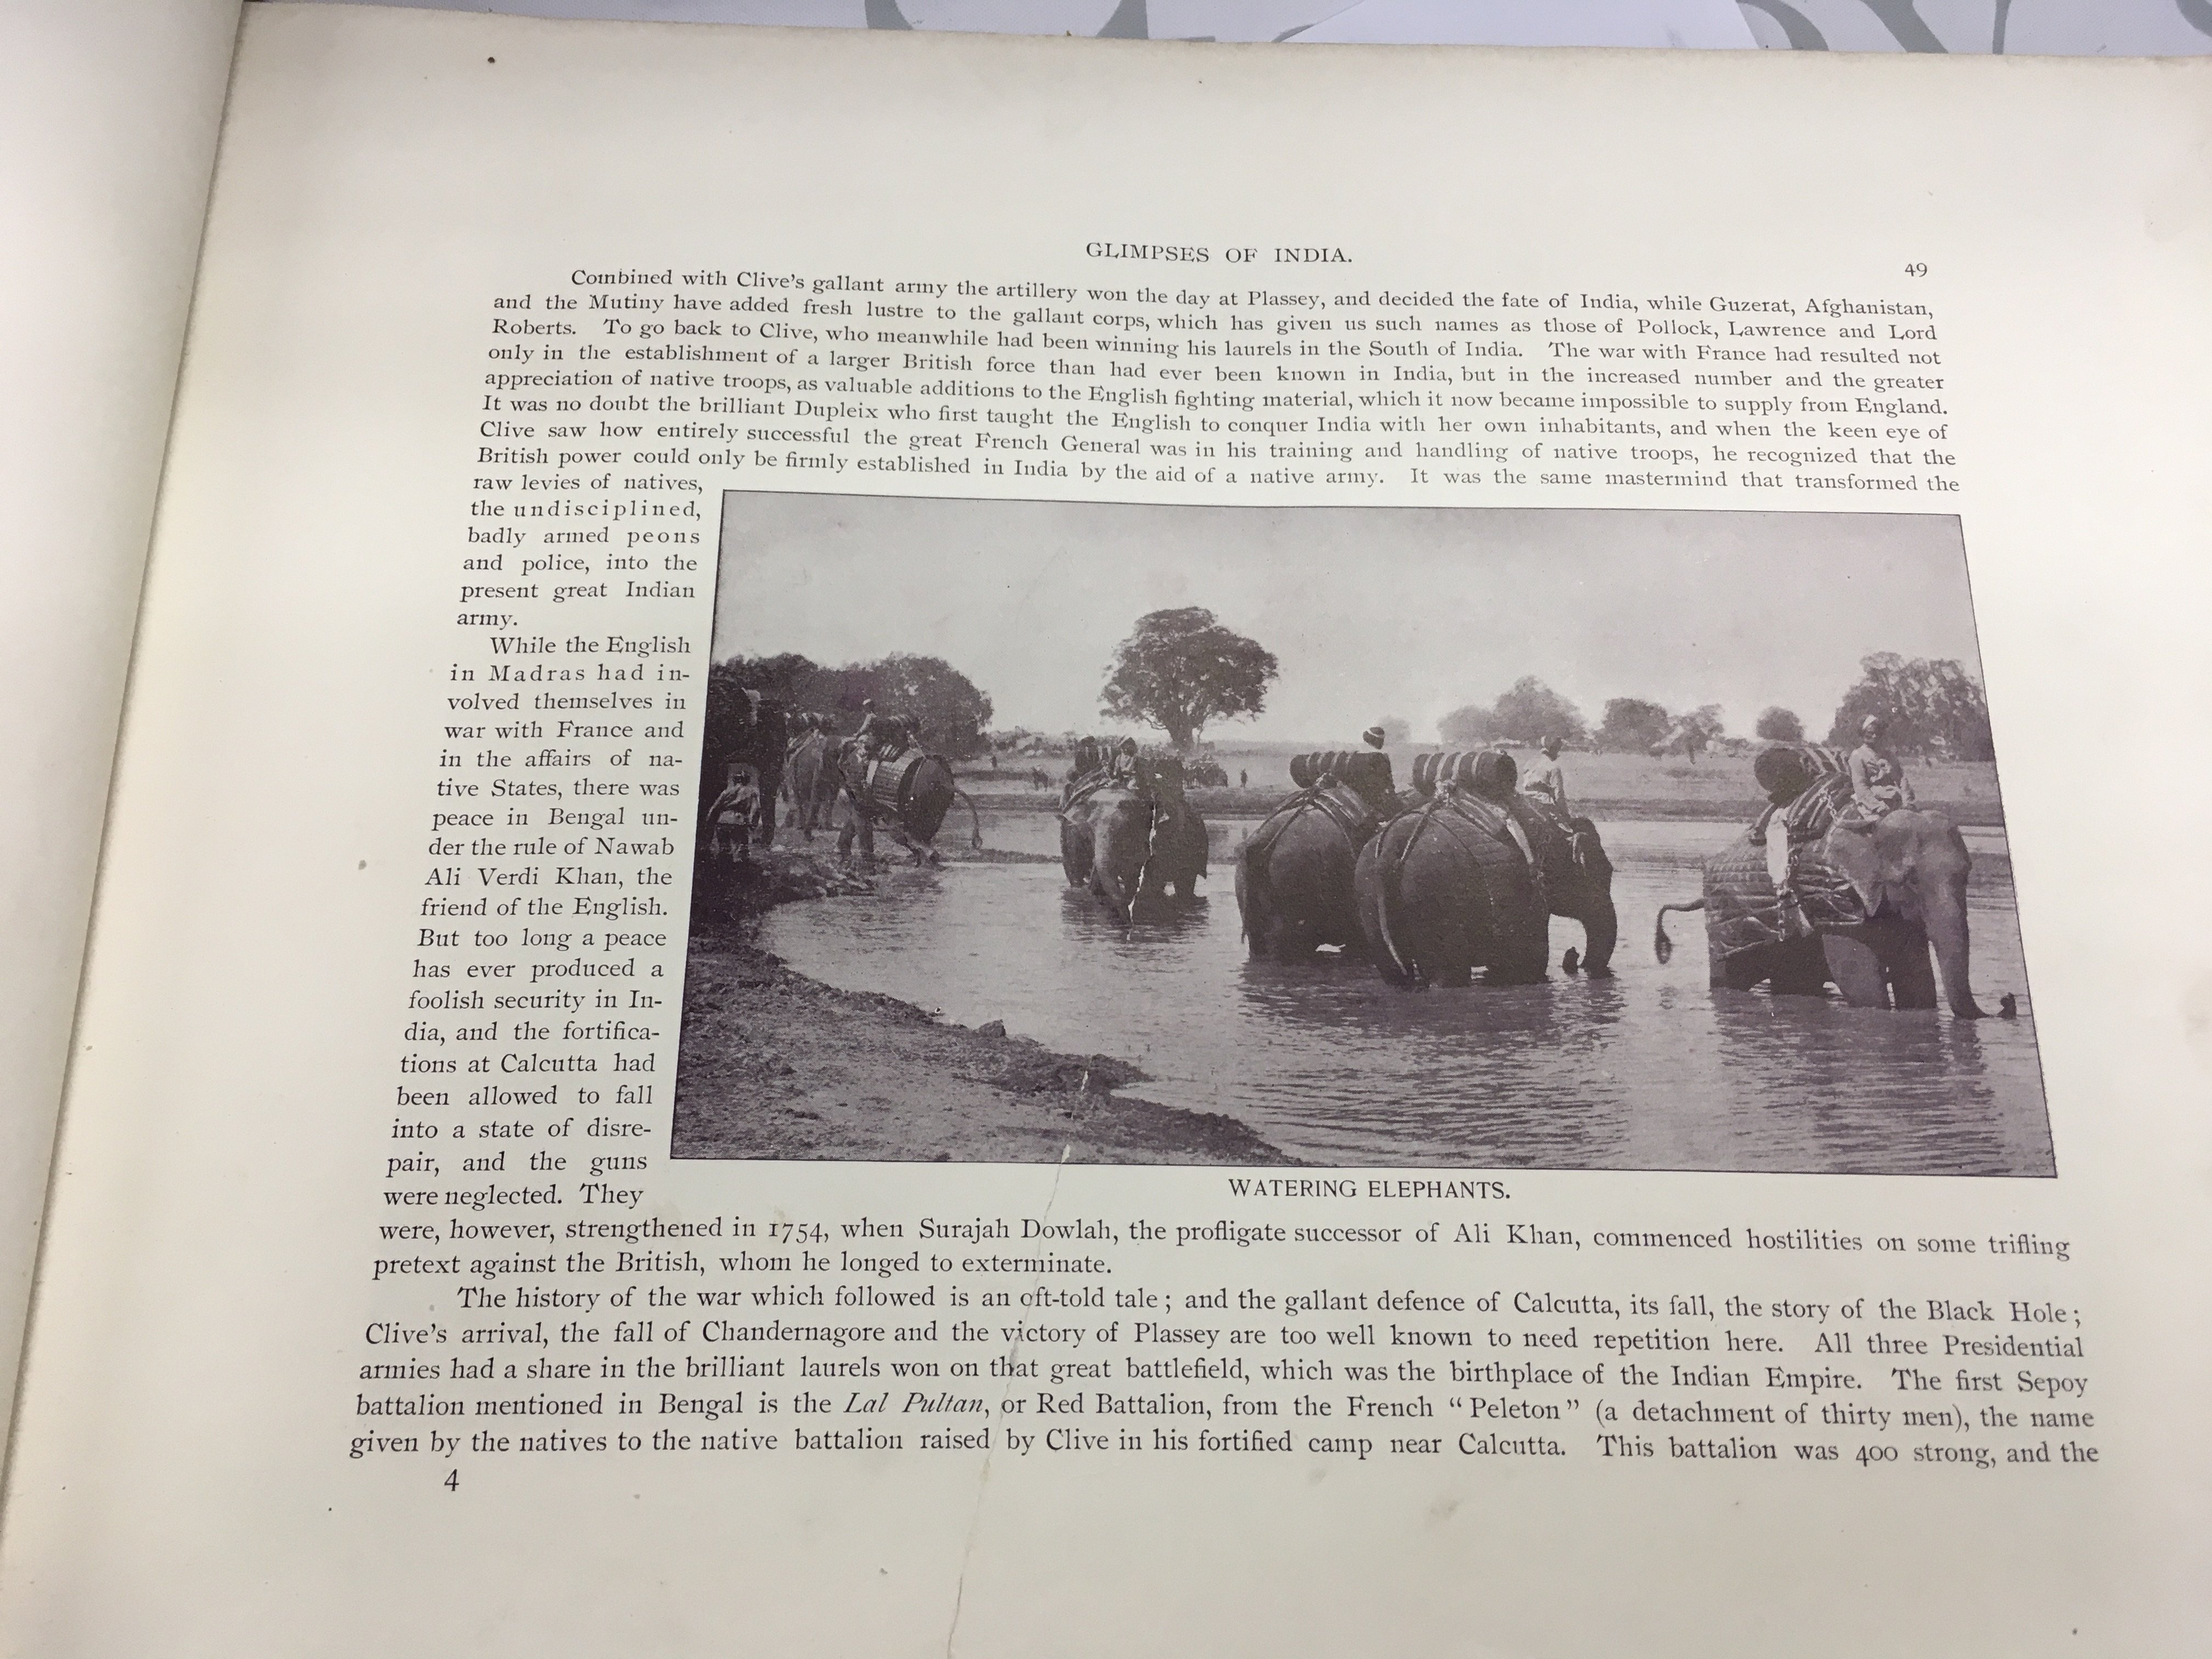 GLIMPSES OF INDIA.
49
Combined with Clive's gallant army the artillery won the day at Plassey, and decided the fate of India, while Guzerat, Afghanistan,
and the Mutiny have added fresh lustre to the gallant corps, which has given us such names as those of Pollock, Lawrence and Lord
Roberts. To go back to Clive, who meanwhile had been winning his laurels in the South of India. The war with France had resulted not
only in the establishment of a larger British force than had ever been known in India, but in the increased number and the greater
appreciation of native troops, as valuable additions to the English fighting material, which it now became impossible to supply from England.
It was no doubt the brilliant Dupleix who first taught the English to conquer India with her own inhabitants, and when the keen eye of
Clive saw how entirely successful the great French General was in his training and handling of native troops, he recognized that the
British power could only be firmly established in India by the aid of a native army. It was the same mastermind that transformed the
raw levies of natives,
the undisciplined,
badly armed peons
and police, into the
present great Indian
army.
While the English
in Madras had in-
volved themselves in
war with France and
in the affairs of na-
tive States, there was
peace in Bengal un-
der the rule of Nawab
Ali Verdi Khan, the
friend of the English.
But too long a peace
has ever produced a
foolish security in In-
dia, and the fortifica-
tions at Calcutta had
been allowed to fall
into a state of disre-
pair, and the guns
were neglected. They
WATERING ELEPHANTS.
were, however, strengthened in 1754, when Surajah Dowlah, the profligate successor of Ali Khan, commenced hostilities on some trifling
pretext against the British, whom he longed to exterminate.
The history of the war which followed is an oft-told tale; and the gallant defence of Calcutta, its fall, the story of the Black Hole;
Clive's arrival, the fall of Chandernagore and the victory of Plassey are too well known to need repetition here. All three Presidential
armies had a share in the brilliant laurels won on that great battlefield, which was the birthplace of the Indian Empire. The first Sepoy
battalion mentioned in Bengal is the Lal Pultan, or Red Battalion, from the French "Peleton" (a detachment of thirty men), the name
given by the natives to the native battalion raised by Clive in his fortified camp near Calcutta. This battalion was 400 strong, and the
4